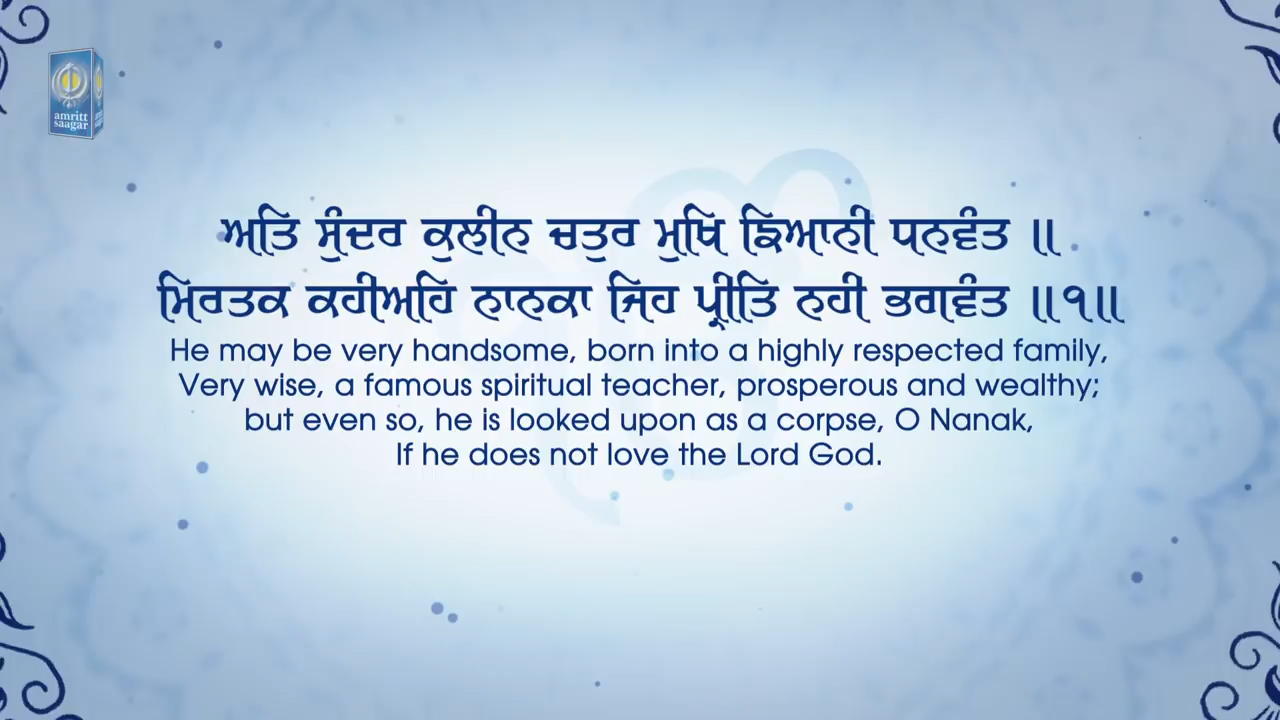 amritt
saagar
ਅਤਿ ਸੁੰਦਰ ਕੁਲੀਨ ਚਤੁਰ ਮੁਖਿ ਙਿਆਨੀ ਧਨਵੰਤ ॥
ਮਿਰਤਕ ਕਹੀਅਹਿ ਨਾਨਕਾ ਜਿਹ ਪ੍ਰੀਤਿ ਨਹੀ ਭਗਵੰਤ ॥੧॥
He may be very handsome, born into a highly respected family,
Very wise, a famous spiritual teacher, prosperous and wealthy;
but even so, he is looked upon as a corpse, O Nanak,
If he does not love the Lord God.